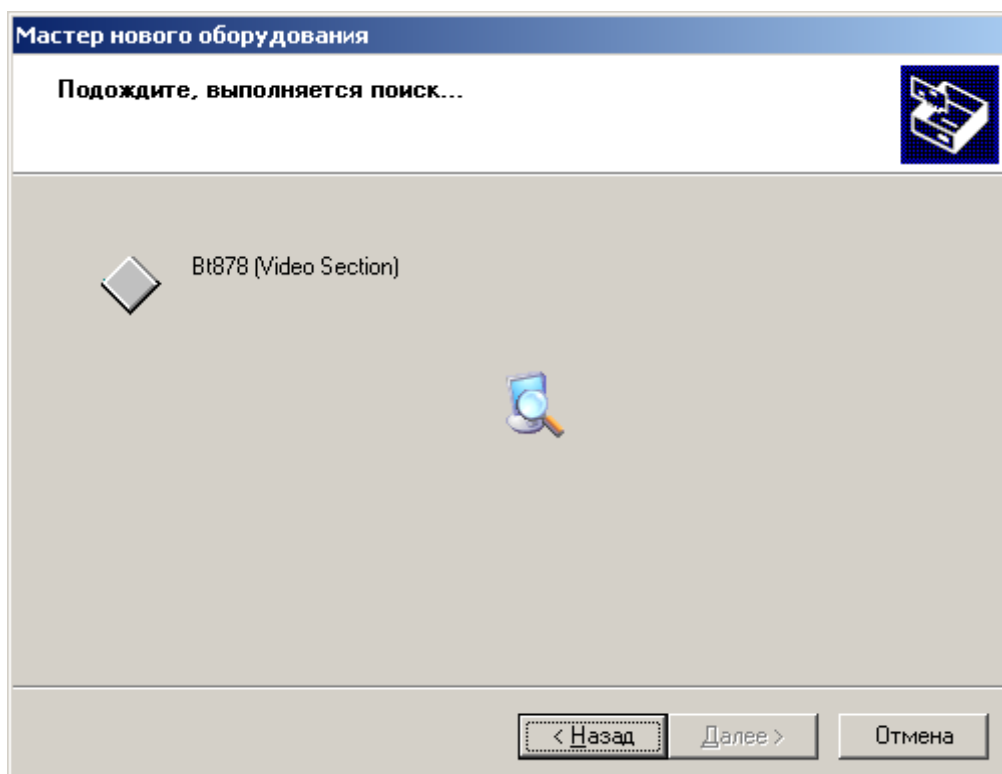 Мастер нового оборудования
Подождите, выполняется поиск...
Bt878 (Video Section)
< Назад
Далее >
Отмена